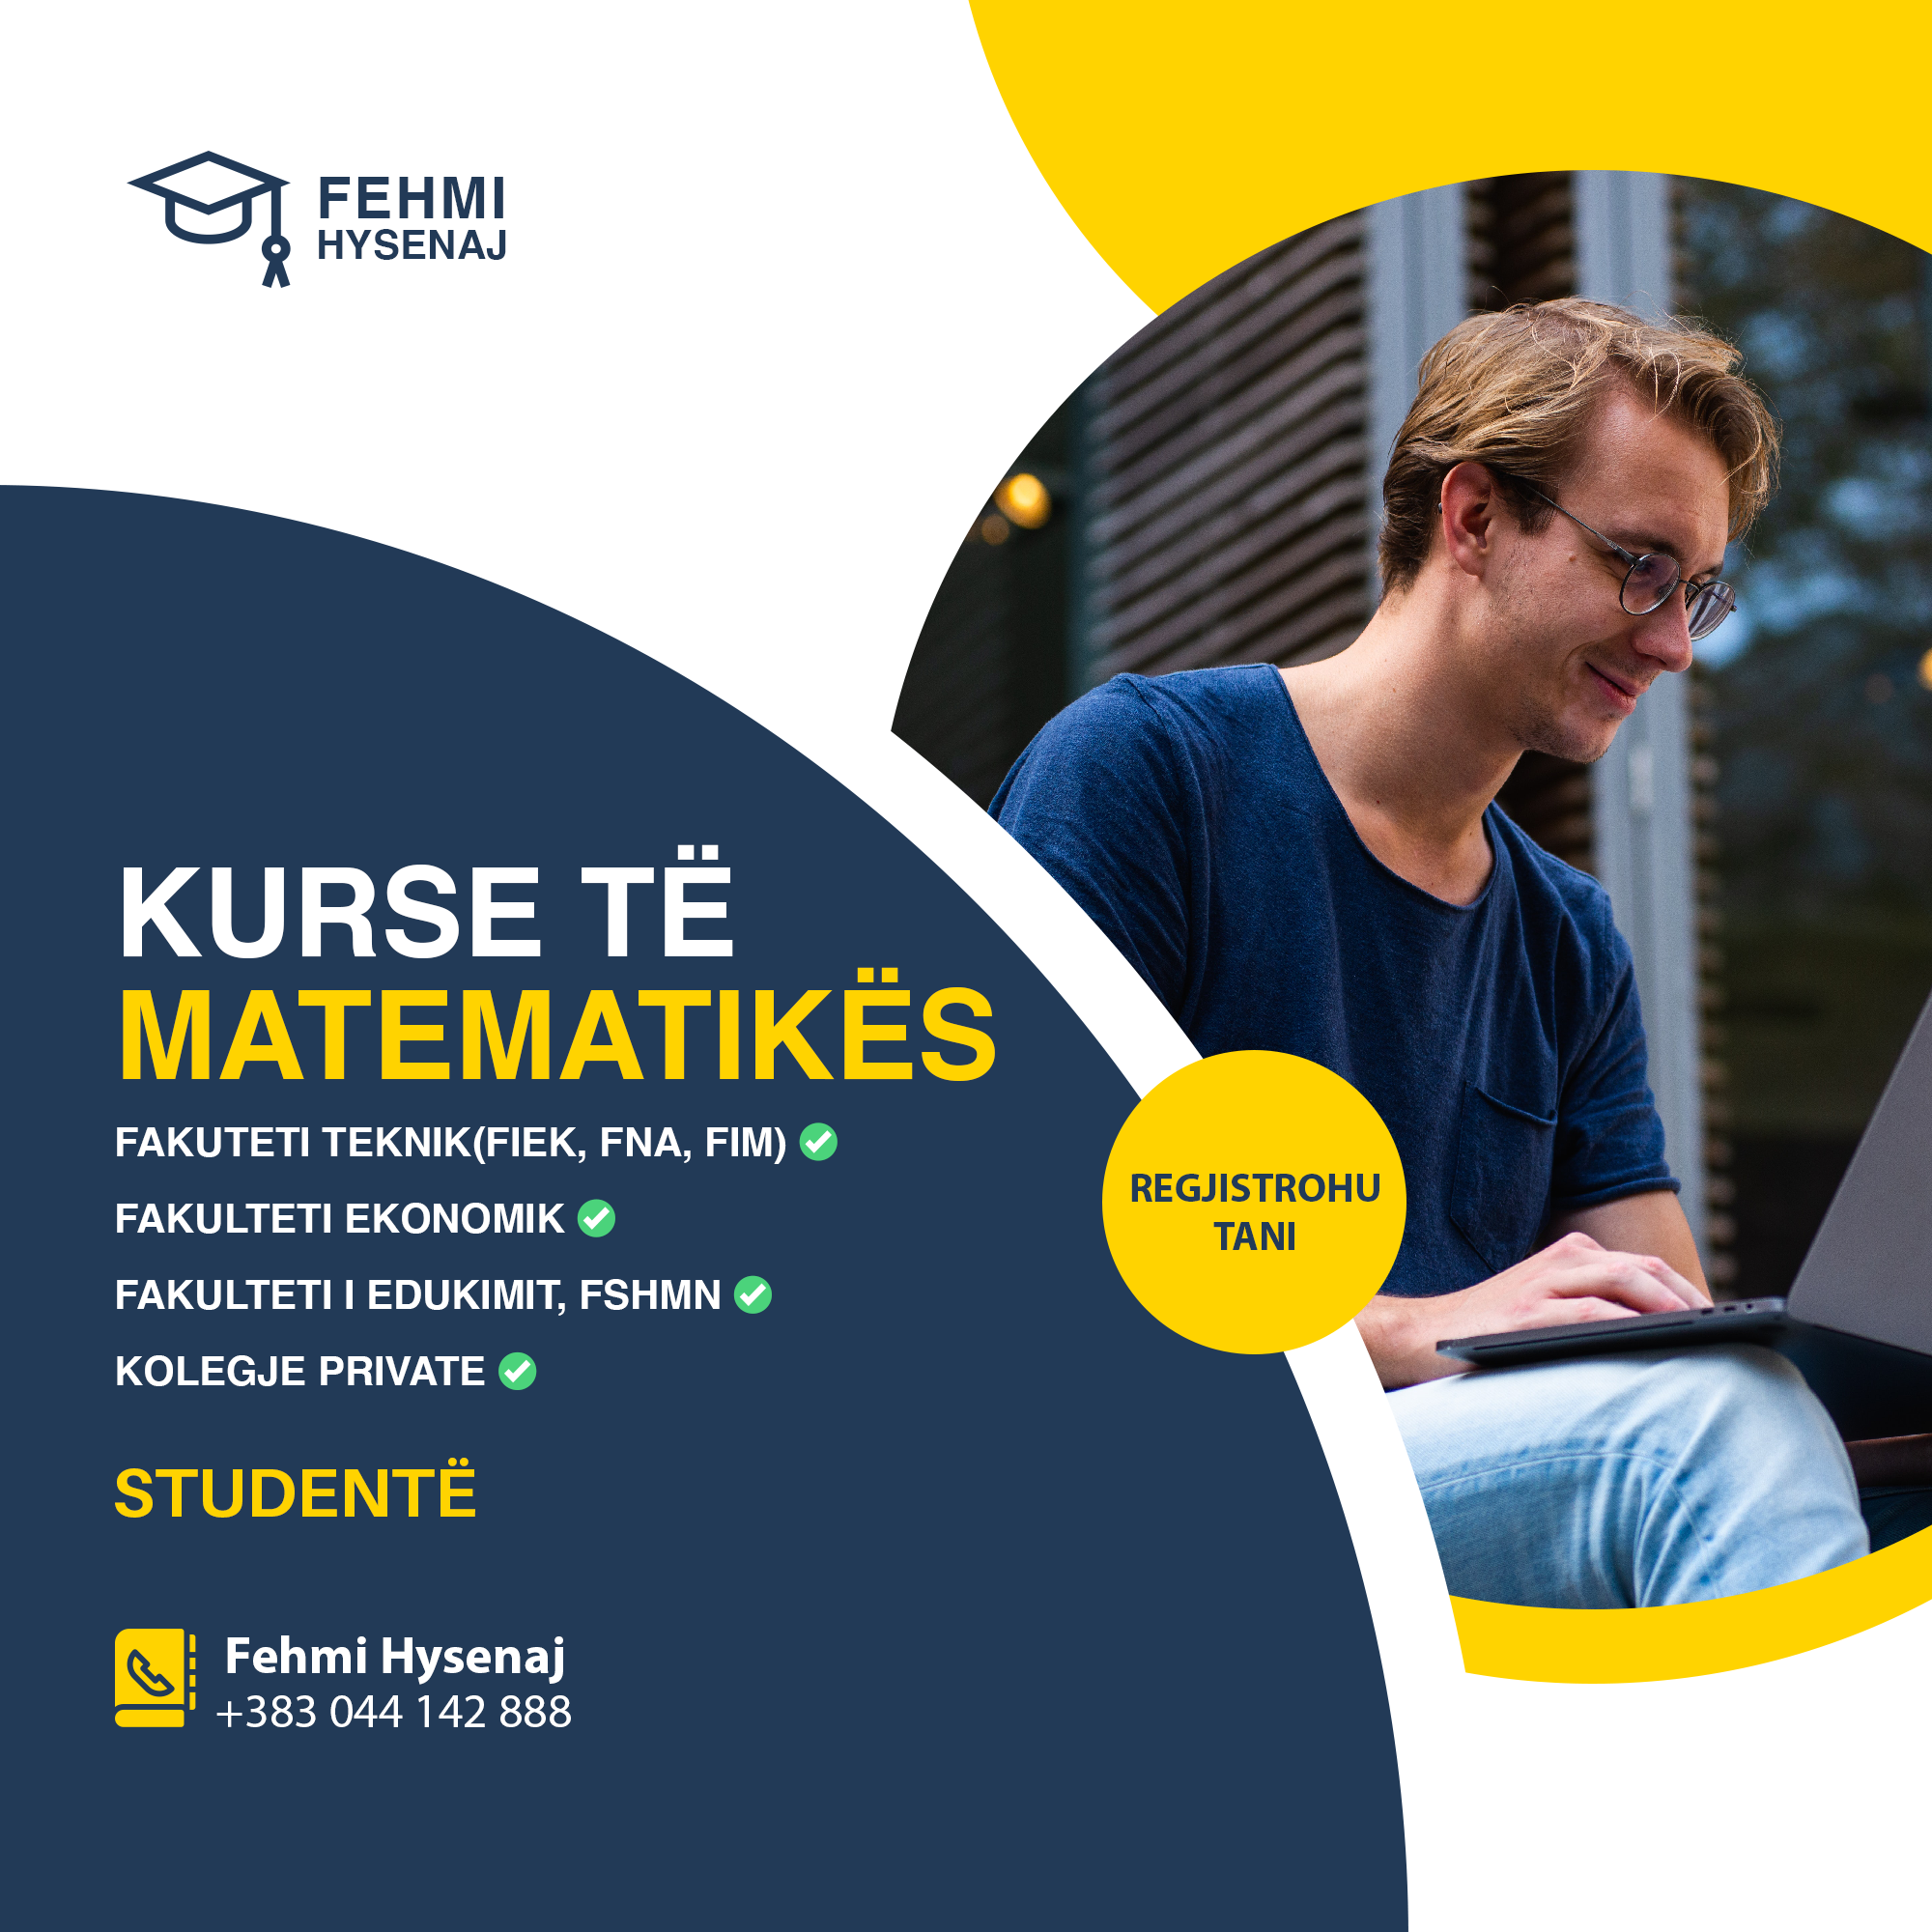 FEHMI
HYSENAJ
KURSE TË
MATEMATIKËS
FAKUTETI TEKNIK(FIEK, FNA, FIM)
FAKULTETI EKONOMIK
FAKULTETI I EDUKIMIT, FSHMN
KOLEGJE PRIVATE
STUDENTË
REGJISTROHU
TANI
Fehmi Hysenaj
+383 044 142 888